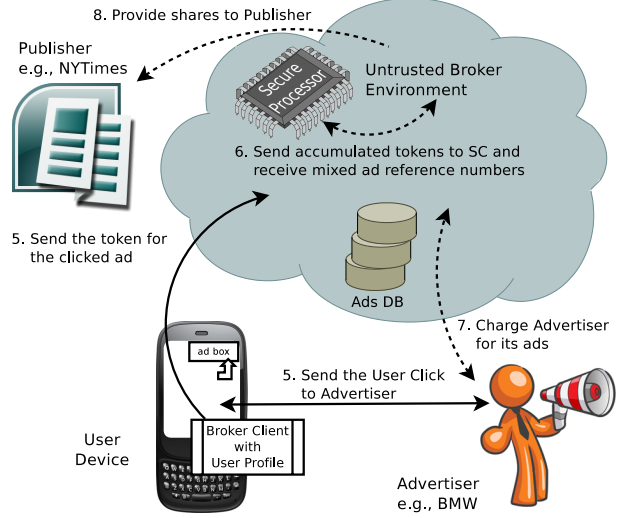 8. Provide shares to Publisher
Publisher
e.g., NYTimes
Secure
Processor
Untrusted Broker
Environment
6. Send accumulated tokens to SC and
receive mixed ad reference numbers
5. Send the token for
the clicked ad
Ads DB
7. Charge Advertiser
for its ads
ad box
5. Send the User Click
to Advertiser
Broker Client
with
User Profile
User
Device
Advertiser
e.g., BMW